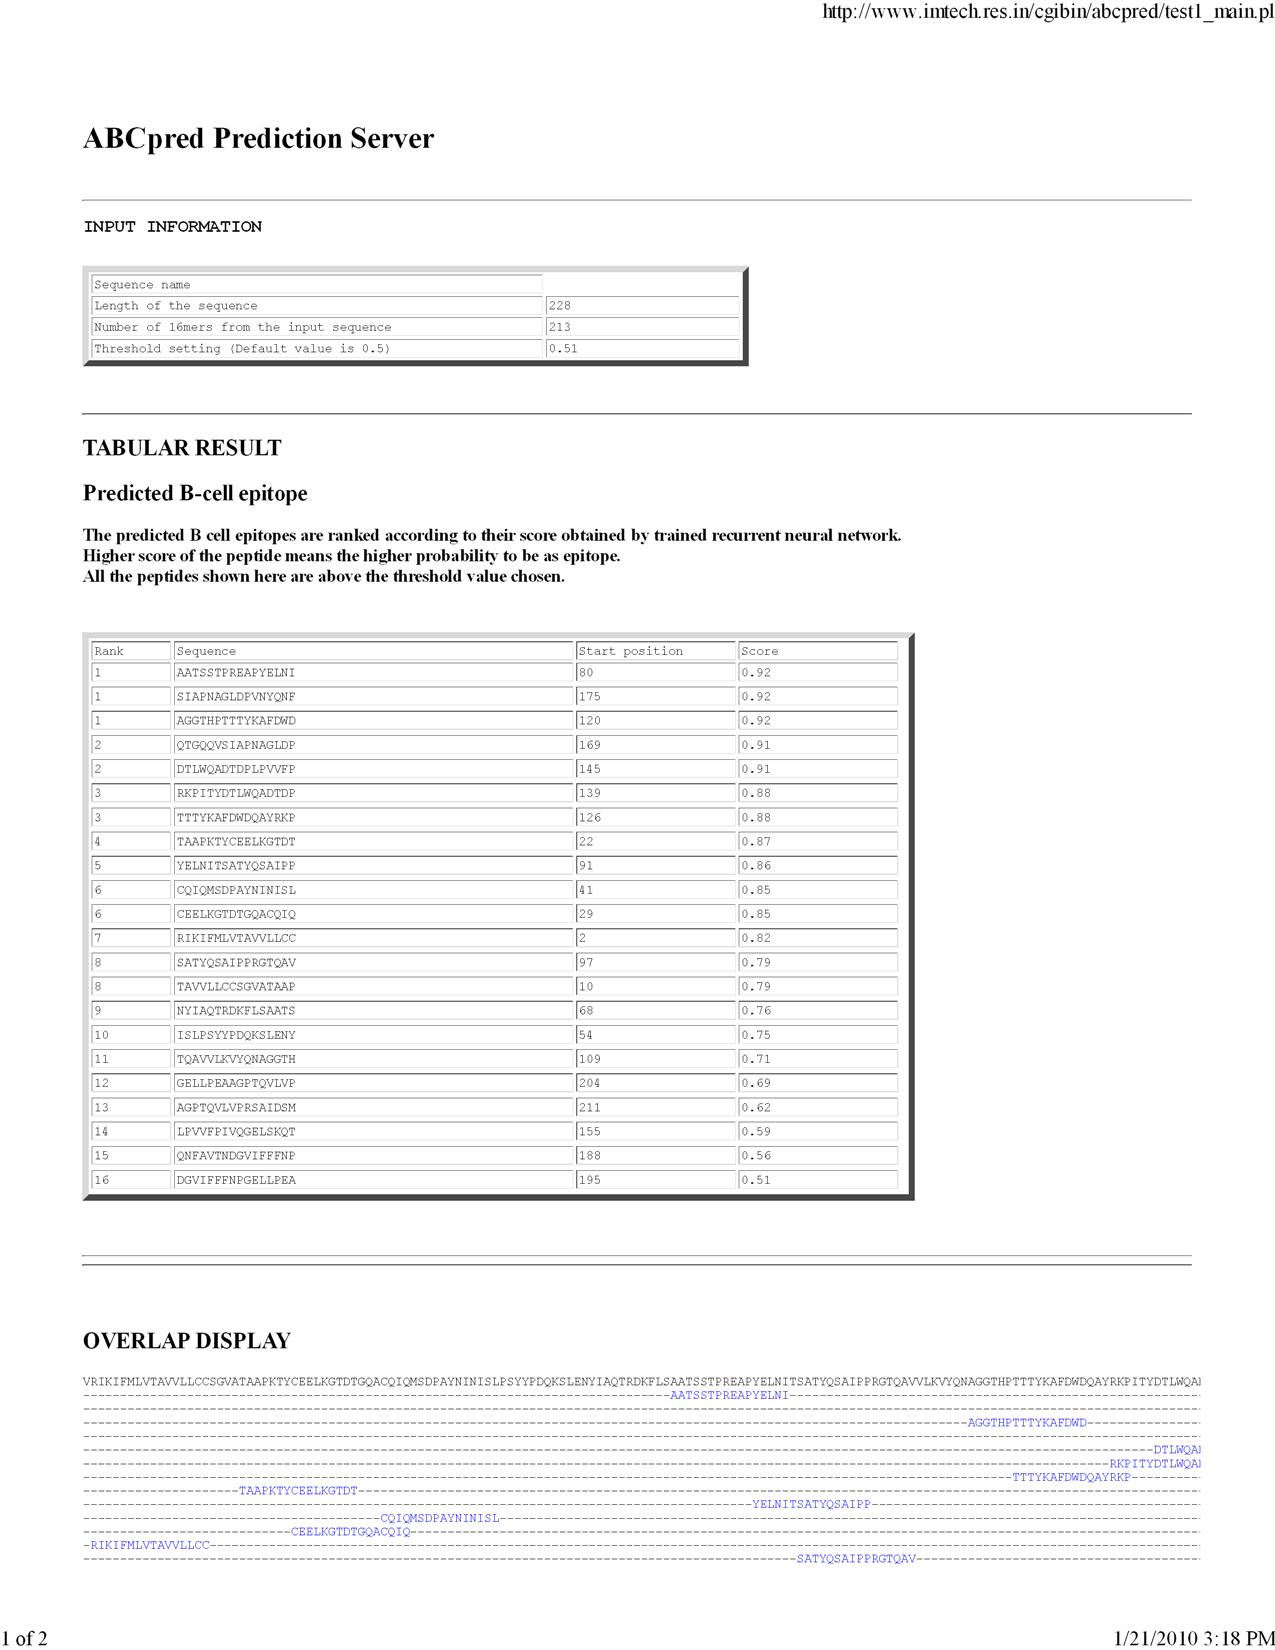 http://www.imtech.res.in/cgibin/abcpred/test1_main.pl
ABCpred Prediction Server
INPUT INFORMATION
Sequence name
Length of the sequence 228
Number of 16mers from the input sequence 213
Threshold setting (Default value is 0.5) 0.51
TABULAR RESULT
Predicted B-cell epitope
The predicted B cell epitopes are ranked according to their score obtained by trained recurrent neural network.
Higher score of the peptide means the higher probability to be as epitope.
All the peptides shown here are above the threshold value chosen.
Rank Sequence Start position Score
1 AATSSTPREAPYELNI 80 0.92
1 SIAPNAGLDPVNYQNF 175 0.92
1 AGGTHPTTTYKAFDWD 120 0.92
2 QTGQQVSIAPNAGLDP 169 0.91
2 DTLWQADTDPLPVVFP 145 0.91
3 RKPITYDTLWQADTDP 139 0.88
3 TTTYKAFDWDQAYRKP 126 0.88
4 TAAPKTYCEELKGTDT 22 0.87
5 YELNITSATYQSAIPP 91 0.86
6 CQIQMSDPAYNINISL 41 0.85
6 CEELKGTDTGQACQIQ 29 0.85
7 RIKIFMLVTAVVLLCC 2 0.82
8 SATYQSAIPPRGTQAV 97 0.79
8 TAVVLLCCSGVATAAP 10 0.79
9 NYIAQTRDKFLSAATS 68 0.76
10 ISLPSYYPDQKSLENY 54 0.75
11 TQAVVLKVYQNAGGTH 109 0.71
12 GELLPEAAGPTQVLVP 204 0.69
13 AGPTQVLVPRSAIDSM 211 0.62
14 LPVVFPIVQGELSKQT 155 0.59
15 QNFAVTNDGVIFFFNP 188 0.56
16 DGVIFFFNPGELLPEA 195 0.51
OVERLAP DISPLAY
VRIKIFMLVTAVVLLCCSGVATAAPKTYCEELKGTDTGQACQIQMSDPAYNINISLPSYYPDQKSLENYIAQTRDKFLSAATSSTPREAPYELNITSATYQSAIPPRGTQAVVLKVYQNAGGTHPTTTYKAFDWDQAYRKPITYDTLWQA
AATSSTPREAPYELNI
AGGTHPTTTYKAFDWD
DTLWQA
RKPITYDTLWQA
TTTYKAFDWDQAYRKP
TAAPKTYCEELKGTDT
YELNITSATYQSAIPP
CQIQMSDPAYNINISL
CEELKGTDTGQACQIQ
RIKIFMLVTAVVLLCC
SATYQSAIPPRGTQAV
1 of 2
1/21/2010 3:18 PM